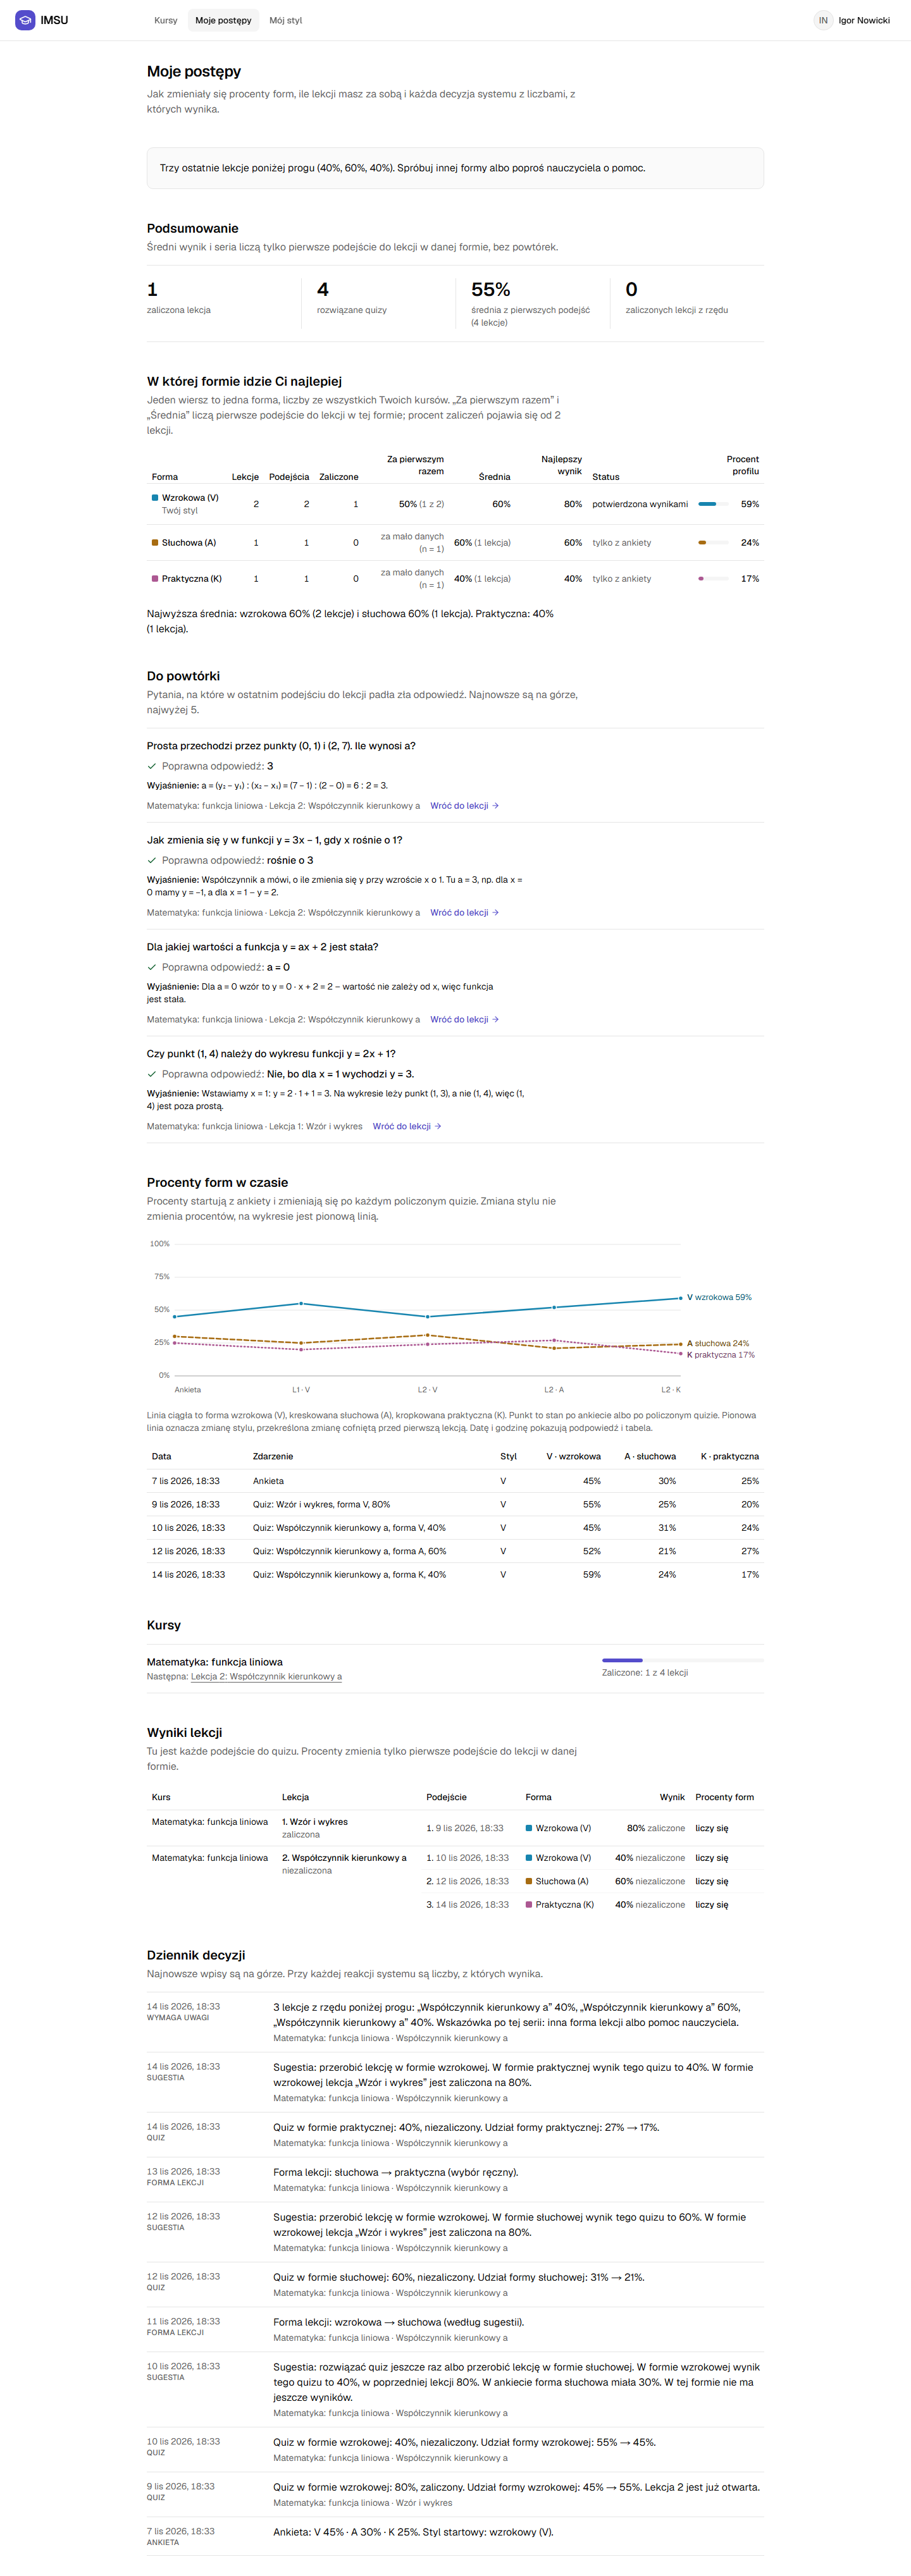 IMSU
Kursy
Moje postępy
Mój styl
IN
Igor Nowicki
Moje postępy
Jak zmieniały się procenty form, ile lekcji masz za sobą i każda decyzja systemu z liczbami, z
których wynika.
Trzy ostatnie lekcje poniżej progu (40%, 60%, 40%). Spróbuj innej formy albo poproś nauczyciela o pomoc.
Podsumowanie
Średni wynik i seria liczą tylko pierwsze podejście do lekcji w danej formie, bez powtórek.
1
zaliczona lekcja
4
rozwiązane quizy
55%
średnia z pierwszych podejść
(4 lekcje)
0
zaliczonych lekcji z rzędu
W której formie idzie Ci najlepiej
Jeden wiersz to jedna forma, liczby ze wszystkich Twoich kursów. „Za pierwszym razem” i
„Średnia” liczą pierwsze podejście do lekcji w tej formie; procent zaliczeń pojawia się od 2
lekcji.
Forma Lekcje Podejścia Zaliczone Za pierwszym razem Średnia Najlepszy wynik Status Procent profilu
Wzrokowa (V) 2 2 1 50% (1 z 2) 60% 80% potwierdzona wynikami 59%
Twój styl
Słuchowa (A) 1 1 0 za mało danych (n = 1) 60% (1 lekcja) 60% tylko z ankiety 24%
Praktyczna (K) 1 1 0 za mało danych (n = 1) 40% (1 lekcja) 40% tylko z ankiety 17%
Najwyższa średnia: wzrokowa 60% (2 lekcje) i słuchowa 60% (1 lekcja). Praktyczna: 40%
(1 lekcja).
Do powtórki
Pytania, na które w ostatnim podejściu do lekcji padła zła odpowiedź. Najnowsze są na górze,
najwyżej 5.
Prosta przechodzi przez punkty (0, 1) i (2, 7). Ile wynosi a?
Poprawna odpowiedź: 3
Wyjaśnienie: a = (y₂ − y₁) : (x₂ − x₁) = (7 − 1) : (2 − 0) = 6 : 2 = 3.
Matematyka: funkcja liniowa · Lekcja 2: Współczynnik kierunkowy a Wróć do lekcji →
Jak zmienia się y w funkcji y = 3x − 1, gdy x rośnie o 1?
Poprawna odpowiedź: rośnie o 3
Wyjaśnienie: Współczynnik a mówi, o ile zmienia się y przy wzroście x o 1. Tu a = 3, np. dla x =
0 mamy y = −1, a dla x = 1 − y = 2.
Matematyka: funkcja liniowa · Lekcja 2: Współczynnik kierunkowy a Wróć do lekcji →
Dla jakiej wartości a funkcja y = ax + 2 jest stała?
Poprawna odpowiedź: a = 0
Wyjaśnienie: Dla a = 0 wzór to y = 0 · x + 2 = 2 – wartość nie zależy od x, więc funkcja
jest stała.
Matematyka: funkcja liniowa · Lekcja 2: Współczynnik kierunkowy a Wróć do lekcji →
Czy punkt (1, 4) należy do wykresu funkcji y = 2x + 1?
Poprawna odpowiedź: Nie, bo dla x = 1 wychodzi y = 3.
Wyjaśnienie: Wstawiamy x = 1: y = 2 · 1 + 1 = 3. Na wykresie leży punkt (1, 3), a nie (1, 4), więc (1,
4) jest poza prostą.
Matematyka: funkcja liniowa · Lekcja 1: Wzór i wykres Wróć do lekcji →
Procenty form w czasie
Procenty startują z ankiety i zmieniają się po każdym policzonym quizie. Zmiana stylu nie
zmienia procentów, na wykresie jest pionową linią.
100%
75%
50%
25%
0%
V wzrokowa 59%
A słuchowa 24%
K praktyczna 17%
Ankieta L1 · V L2 · V L2 · A L2 · K
Linia ciągła to forma wzrokowa (V), kreskowana słuchowa (A), kropkowana praktyczna (K). Punkt to stan po ankiecie albo po policzonym quizie. Pionowa
linia oznacza zmianę stylu, przekreślona zmianę cofniętą przed pierwszą lekcją. Datę i godzinę pokazują podpowiedź i tabela.
Data Zdarzenie Styl V · wzrokowa A · słuchowa K · praktyczna
7 lis 2026, 18:33 Ankieta V 45% 30% 25%
9 lis 2026, 18:33 Quiz: Wzór i wykres, forma V, 80% V 55% 25% 20%
10 lis 2026, 18:33 Quiz: Współczynnik kierunkowy a, forma V, 40% V 45% 31% 24%
12 lis 2026, 18:33 Quiz: Współczynnik kierunkowy a, forma A, 60% V 52% 21% 27%
14 lis 2026, 18:33 Quiz: Współczynnik kierunkowy a, forma K, 40% V 59% 24% 17%
Kursy
Matematyka: funkcja liniowa
Następna: Lekcja 2: Współczynnik kierunkowy a
Zaliczone: 1 z 4 lekcji
Wyniki lekcji
Tu jest każde podejście do quizu. Procenty zmienia tylko pierwsze podejście do lekcji w danej
formie.
Kurs Lekcja Podejście Forma Wynik Procenty form
Matematyka: funkcja liniowa 1. Wzór i wykres 1. 9 lis 2026, 18:33 Wzrokowa (V) 80% zaliczone liczy się
zaliczona
Matematyka: funkcja liniowa 2. Współczynnik kierunkowy a 1. 10 lis 2026, 18:33 Wzrokowa (V) 40% niezaliczone liczy się
niezaliczona
2. 12 lis 2026, 18:33 Słuchowa (A) 60% niezaliczone liczy się
3. 14 lis 2026, 18:33 Praktyczna (K) 40% niezaliczone liczy się
Dziennik decyzji
Najnowsze wpisy są na górze. Przy każdej reakcji systemu są liczby, z których wynika.
14 lis 2026, 18:33
WYMAGA UWAGI
3 lekcje z rzędu poniżej progu: „Współczynnik kierunkowy a” 40%, „Współczynnik kierunkowy a” 60%,
„Współczynnik kierunkowy a” 40%. Wskazówka po tej serii: inna forma lekcji albo pomoc nauczyciela.
Matematyka: funkcja liniowa · Współczynnik kierunkowy a
14 lis 2026, 18:33
SUGESTIA
Sugestia: przerobić lekcję w formie wzrokowej. W formie praktycznej wynik tego quizu to 40%. W formie
wzrokowej lekcja „Wzór i wykres” jest zaliczona na 80%.
Matematyka: funkcja liniowa · Współczynnik kierunkowy a
14 lis 2026, 18:33
QUIZ
Quiz w formie praktycznej: 40%, niezaliczony. Udział formy praktycznej: 27% → 17%.
Matematyka: funkcja liniowa · Współczynnik kierunkowy a
13 lis 2026, 18:33
FORMA LEKCJI
Forma lekcji: słuchowa → praktyczna (wybór ręczny).
Matematyka: funkcja liniowa · Współczynnik kierunkowy a
12 lis 2026, 18:33
SUGESTIA
Sugestia: przerobić lekcję w formie wzrokowej. W formie słuchowej wynik tego quizu to 60%. W formie
wzrokowej lekcja „Wzór i wykres” jest zaliczona na 80%.
Matematyka: funkcja liniowa · Współczynnik kierunkowy a
12 lis 2026, 18:33
QUIZ
Quiz w formie słuchowej: 60%, niezaliczony. Udział formy słuchowej: 31% → 21%.
Matematyka: funkcja liniowa · Współczynnik kierunkowy a
11 lis 2026, 18:33
FORMA LEKCJI
Forma lekcji: wzrokowa → słuchowa (według sugestii).
Matematyka: funkcja liniowa · Współczynnik kierunkowy a
10 lis 2026, 18:33
SUGESTIA
Sugestia: rozwiązać quiz jeszcze raz albo przerobić lekcję w formie słuchowej. W formie wzrokowej wynik
tego quizu to 40%, w poprzedniej lekcji 80%. W ankiecie forma słuchowa miała 30%. W tej formie nie ma
jeszcze wyników.
Matematyka: funkcja liniowa · Współczynnik kierunkowy a
10 lis 2026, 18:33
QUIZ
Quiz w formie wzrokowej: 40%, niezaliczony. Udział formy wzrokowej: 55% → 45%.
Matematyka: funkcja liniowa · Współczynnik kierunkowy a
9 lis 2026, 18:33
QUIZ
Quiz w formie wzrokowej: 80%, zaliczony. Udział formy wzrokowej: 45% → 55%. Lekcja 2 jest już otwarta.
Matematyka: funkcja liniowa · Wzór i wykres
7 lis 2026, 18:33
ANKIETA
Ankieta: V 45% · A 30% · K 25%. Styl startowy: wzrokowy (V).